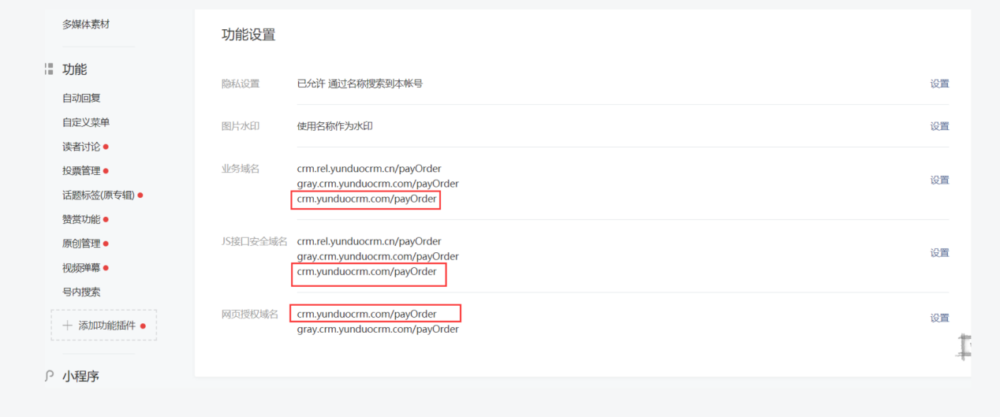 多媒体素材
功能
自动回复
自定义菜单
读者讨论
投票管理
话题标签(原专辑)
赞赏功能
原创管理
视频弹幕
号内搜索
添加功能插件
小程序
功能设置
隐私设置 已允许 通过名称搜索到本帐号 设置
图片水印 使用名称作为水印 设置
业务域名 crm.rel.yunduocrm.cn/payOrder
gray.crm.yunduocrm.com/payOrder 设置
crm.yunduocrm.com/payOrder
JS接口安全域名 crm.rel.yunduocrm.cn/payOrder
gray.crm.yunduocrm.com/payOrder 设置
crm.yunduocrm.com/payOrder
网页授权域名 crm.yunduocrm.com/payOrder 设置
gray.crm.yunduocrm.com/payOrder